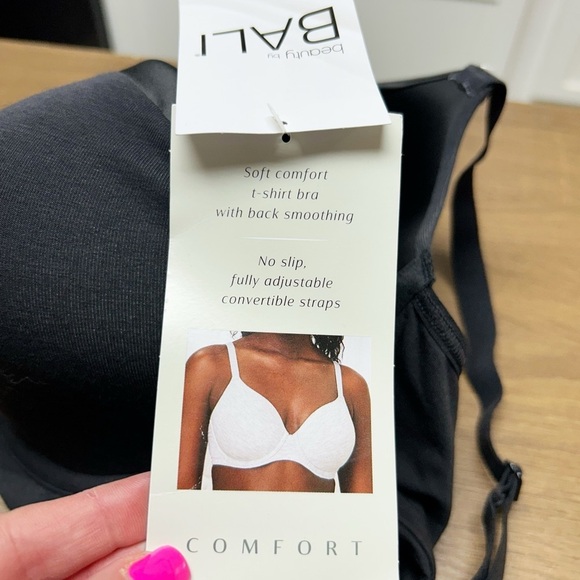 beauty by
BALI
Soft comfort
t-shirt bra
with back smoothing
No slip,
fully adjustable
convertible straps
COMFORT